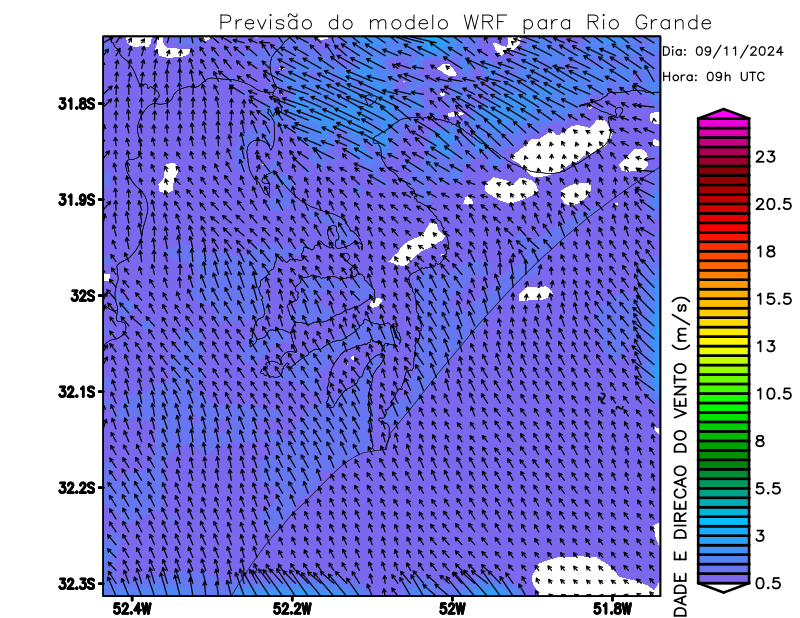 Previsão do modelo WRF para Rio Grande
Dia: 09/11/2024
Hora: 09h UTC
31.8S
31.9S
32S
32.1S
32.2S
32.3S
52.4W
52.2W
52W
51.8W
23
20.5
18
15.5
13
10.5
8
5.5
3
0.5
DADE E DIRECAO DO VENTO (m/s)